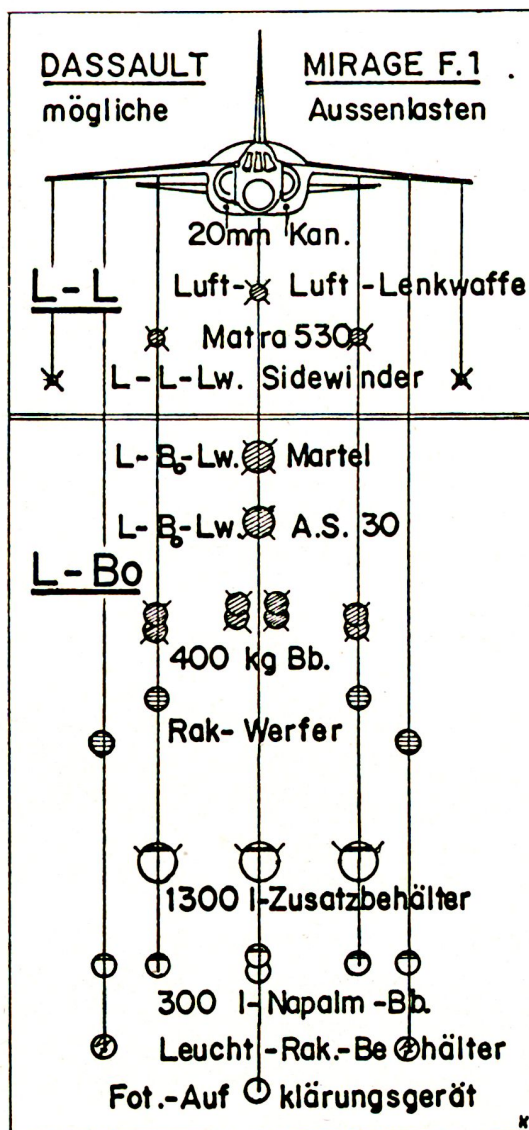 DASSAULT MIRAGE F.1
mögliche Aussenlasten
20mm Kan.
L-L Luft- Luft-Lenkwaffe
Matra 530
L-L-Lw. Sidewinder
L-Bo-Lw. Martel
L-Bo-Lw. A.S. 30
L-Bo
400 kg Bb.
Rak-Werfer
1300 l-Zusatzbehälter
300 l-Napalm-Bb.
Leucht-Rak.-Behälter
Fot.-Aufklärungsgerät
K